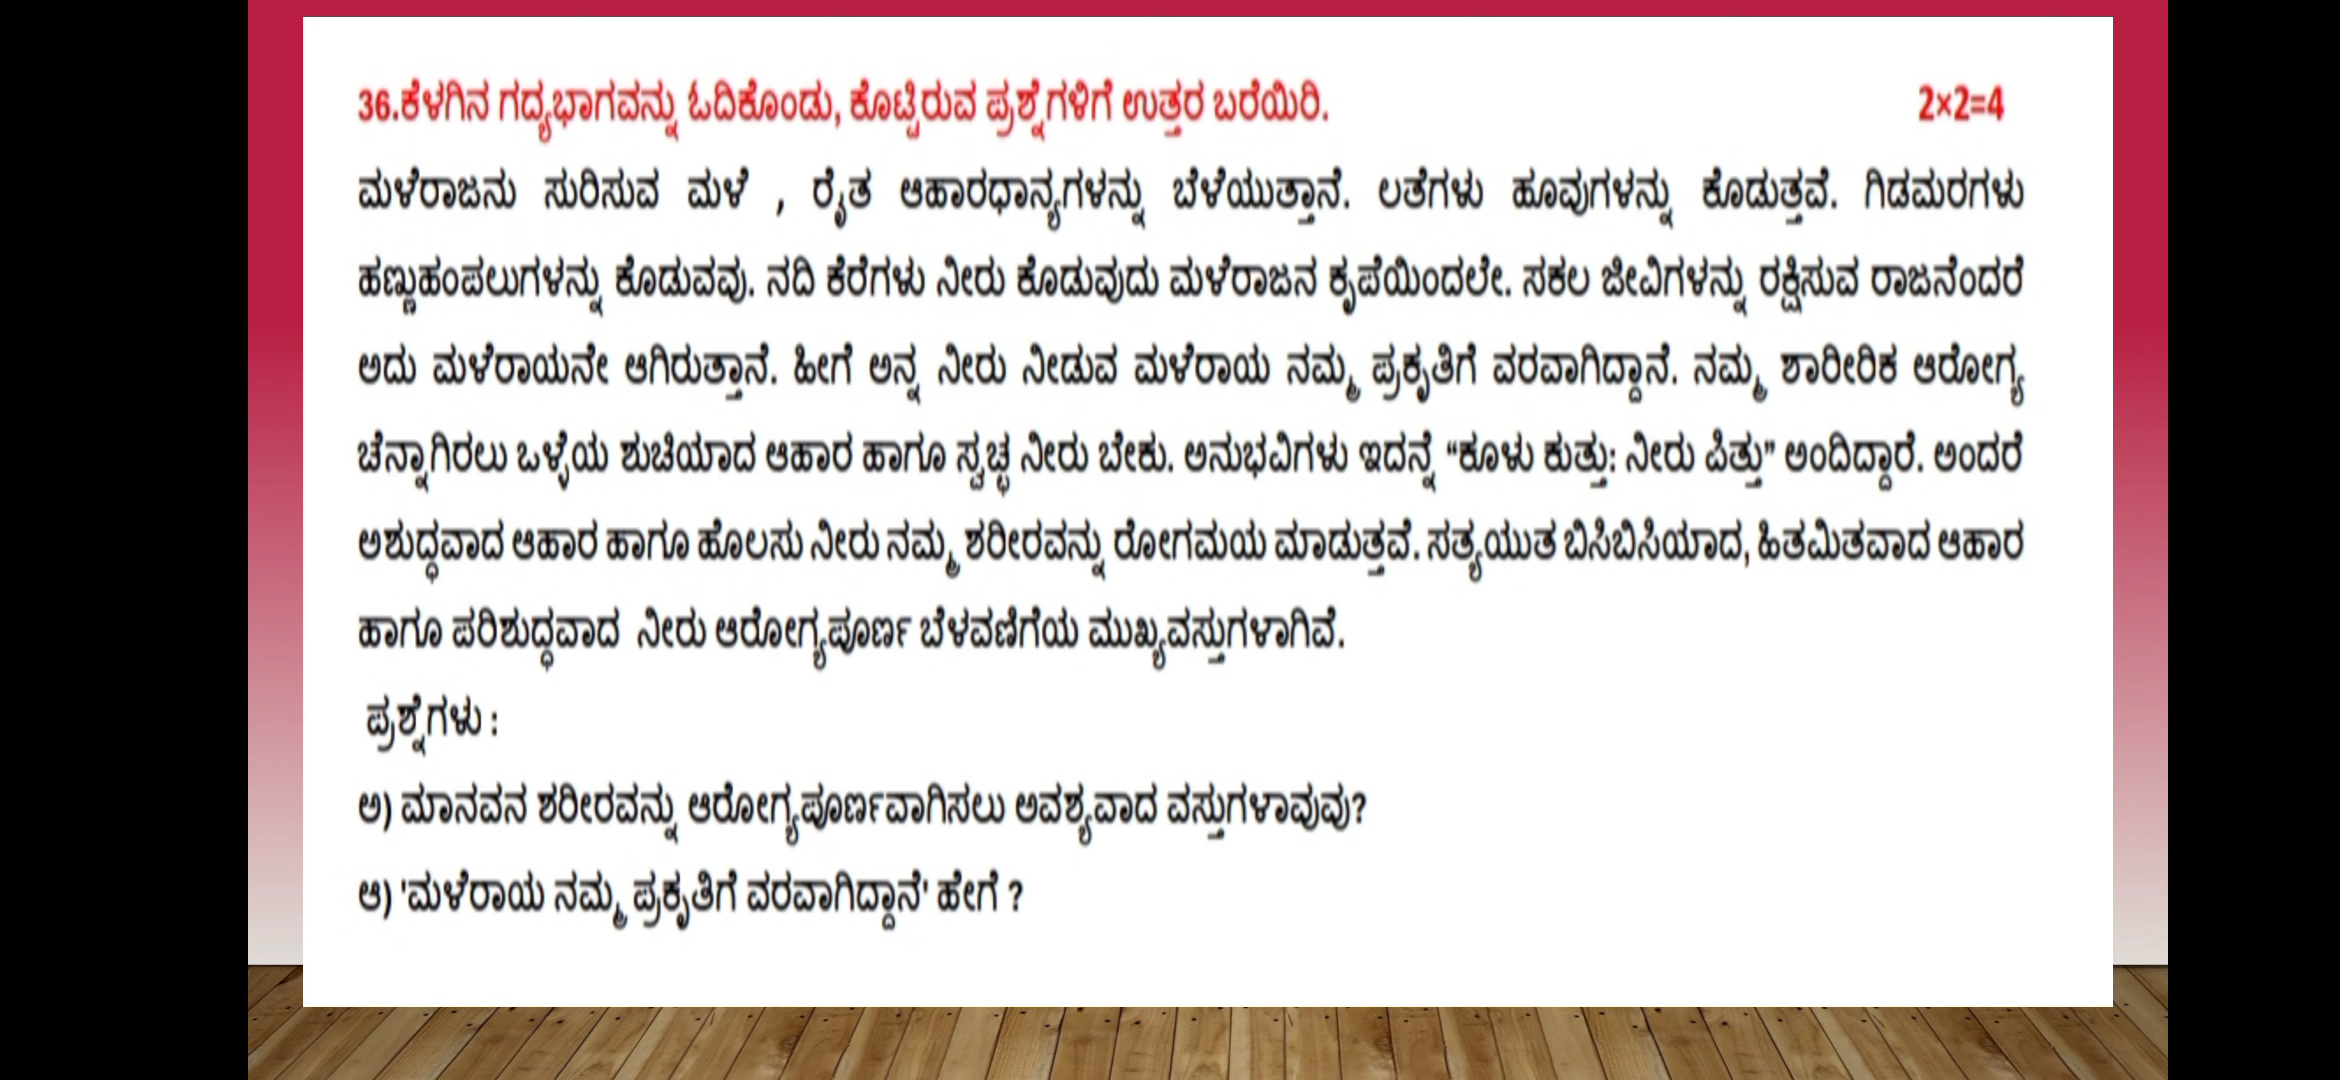 36.ಕೆಳಗಿನ ಗದ್ಯಭಾಗವನ್ನು ಓದಿಕೊಂಡು, ಕೊಟ್ಟಿರುವ ಪ್ರಶ್ನೆಗಳಿಗೆ ಉತ್ತರ ಬರೆಯಿರಿ. 2×2=4
ಮಳೆರಾಜನು ಸುರಿಸುವ ಮಳೆ , ರೈತ ಆಹಾರಧಾನ್ಯಗಳನ್ನು ಬೆಳೆಯುತ್ತಾನೆ. ಲತೆಗಳು ಹೂವುಗಳನ್ನು ಕೊಡುತ್ತವೆ. ಗಿಡಮರಗಳು
ಹಣ್ಣುಹಂಪಲುಗಳನ್ನು ಕೊಡುವವು. ನದಿ ಕೆರೆಗಳು ನೀರು ಕೊಡುವುದು ಮಳೆರಾಜನ ಕೃಪೆಯಿಂದಲೇ. ಸಕಲ ಜೀವಿಗಳನ್ನು ರಕ್ಷಿಸುವ ರಾಜನೆಂದರೆ
ಅದು ಮಳೆರಾಯನೇ ಆಗಿರುತ್ತಾನೆ. ಹೀಗೆ ಅನ್ನ ನೀರು ನೀಡುವ ಮಳೆರಾಯ ನಮ್ಮ ಪ್ರಕೃತಿಗೆ ವರವಾಗಿದ್ದಾನೆ. ನಮ್ಮ ಶಾರೀರಿಕ ಆರೋಗ್ಯ
ಚೆನ್ನಾಗಿರಲು ಒಳ್ಳೆಯ ಶುಚಿಯಾದ ಆಹಾರ ಹಾಗೂ ಸ್ವಚ್ಛ ನೀರು ಬೇಕು. ಅನುಭವಿಗಳು ಇದನ್ನೆ “ಕೂಳು ಕುತ್ತು: ನೀರು ಪಿತ್ತು” ಅಂದಿದ್ದಾರೆ. ಅಂದರೆ
ಅಶುದ್ಧವಾದ ಆಹಾರ ಹಾಗೂ ಹೊಲಸು ನೀರು ನಮ್ಮ ಶರೀರವನ್ನು ರೋಗಮಯ ಮಾಡುತ್ತವೆ. ಸತ್ಯಯುತ ಬಿಸಿಬಿಸಿಯಾದ, ಹಿತಮಿತವಾದ ಆಹಾರ
ಹಾಗೂ ಪರಿಶುದ್ಧವಾದ ನೀರು ಆರೋಗ್ಯಪೂರ್ಣ ಬೆಳವಣಿಗೆಯ ಮುಖ್ಯವಸ್ತುಗಳಾಗಿವೆ.
ಪ್ರಶ್ನೆಗಳು :
ಅ) ಮಾನವನ ಶರೀರವನ್ನು ಆರೋಗ್ಯಪೂರ್ಣವಾಗಿಸಲು ಅವಶ್ಯವಾದ ವಸ್ತುಗಳಾವುವು?
ಆ) 'ಮಳೆರಾಯ ನಮ್ಮ ಪ್ರಕೃತಿಗೆ ವರವಾಗಿದ್ದಾನೆ' ಹೇಗೆ ?